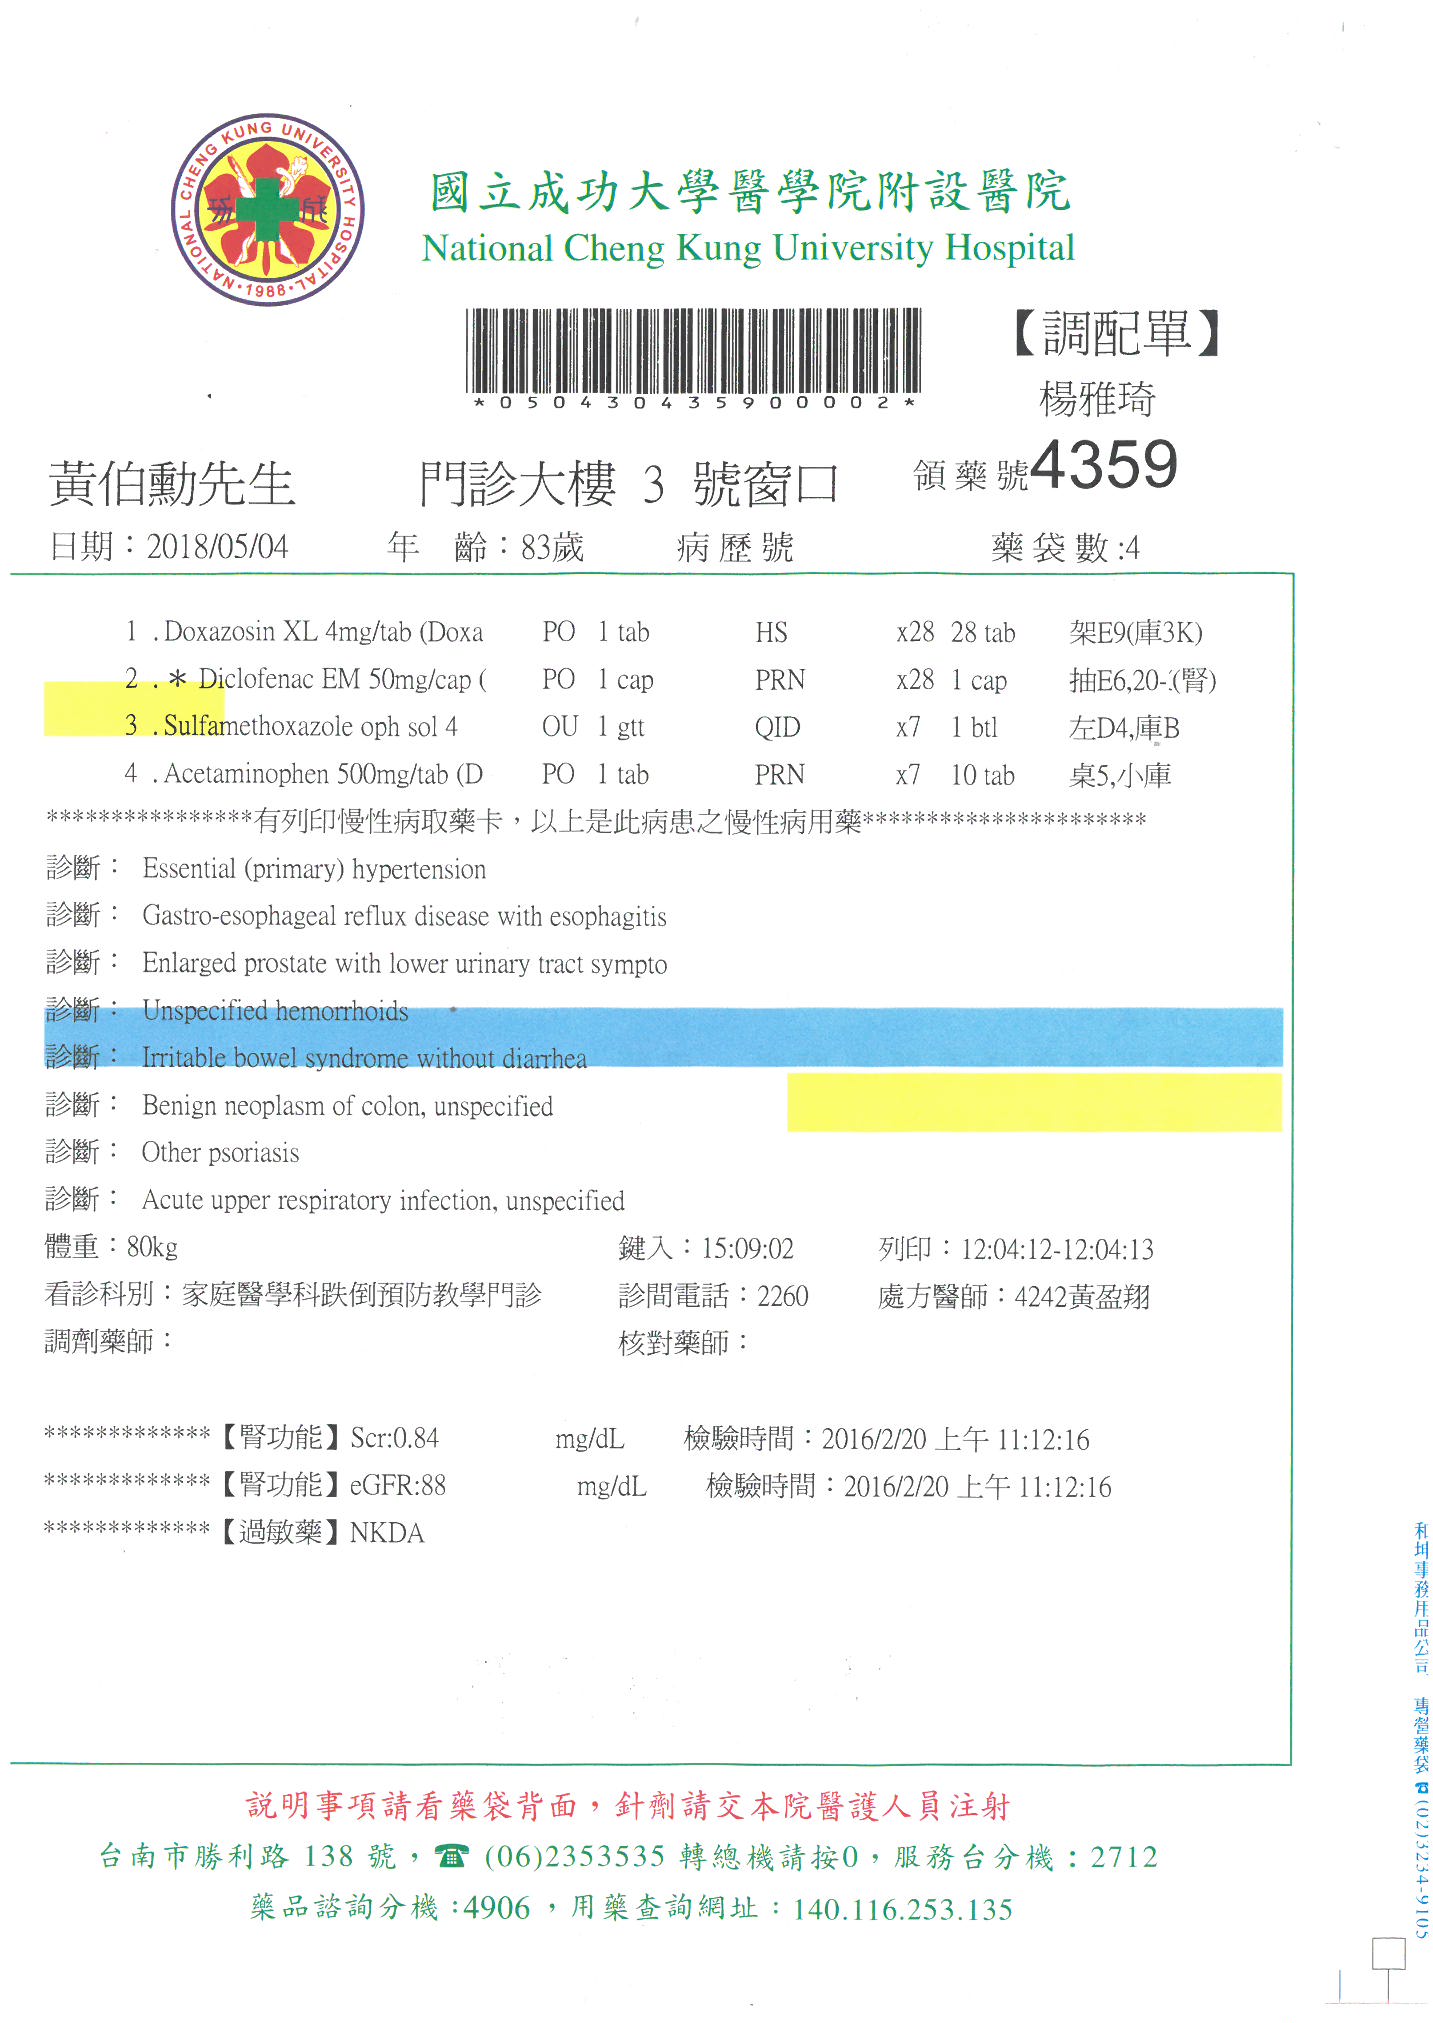 NATIONAL CHENG KUNG UNIVERSITY HOSPITAL
·1988·
成功
國立成功大學醫學院附設醫院
National Cheng Kung University Hospital
*050430435900002*
【調配單】
楊雅琦
黃伯勳先生 門診大樓 3 號窗口 領藥號4359
日期：2018/05/04 年 齡：83歲 病歷號 藥袋數:4
1 .Doxazosin XL 4mg/tab (Doxa PO 1 tab HS x28 28 tab 架E9(庫3K)
2 .＊ Diclofenac EM 50mg/cap ( PO 1 cap PRN x28 1 cap 抽E6,20-(腎)
3 .Sulfamethoxazole oph sol 4 OU 1 gtt QID x7 1 btl 左D4,庫B
4 .Acetaminophen 500mg/tab (D PO 1 tab PRN x7 10 tab 桌5,小庫
****************有列印慢性病取藥卡，以上是此病患之慢性病用藥**********************
診斷： Essential (primary) hypertension
診斷： Gastro-esophageal reflux disease with esophagitis
診斷： Enlarged prostate with lower urinary tract sympto
診斷： Unspecified hemorrhoids
診斷： Irritable bowel syndrome without diarrhea
診斷： Benign neoplasm of colon, unspecified
診斷： Other psoriasis
診斷： Acute upper respiratory infection, unspecified
體重：80kg 鍵入：15:09:02 列印：12:04:12-12:04:13
看診科別：家庭醫學科跌倒預防教學門診 診間電話：2260 處方醫師：4242黃盈翔
調劑藥師： 核對藥師：
*************【腎功能】Scr:0.84 mg/dL 檢驗時間：2016/2/20 上午 11:12:16
*************【腎功能】eGFR:88 mg/dL 檢驗時間：2016/2/20 上午 11:12:16
*************【過敏藥】NKDA
説明事項請看藥袋背面，針劑請交本院醫護人員注射
台南市勝利路 138 號，☎ (06)2353535 轉總機請按0，服務台分機：2712
藥品諮詢分機:4906 ，用藥查詢網址：140.116.253.135
和坤事務用品公司 專營藥袋 ☎(02)3234-9105